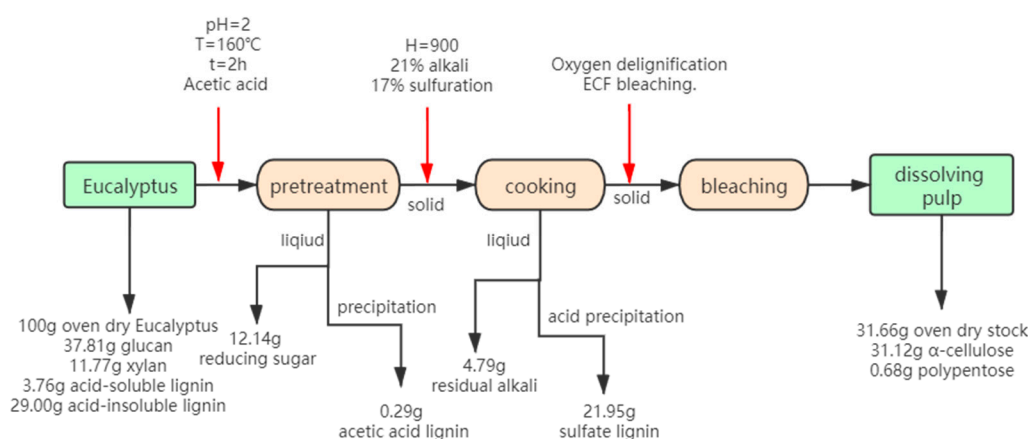 pH=2
T=160℃
t=2h
Acetic acid
H=900
21% alkali
17% sulfuration
Oxygen delignification
ECF bleaching.
Eucalyptus
pretreatment
solid
cooking
solid
bleaching
dissolving
pulp
liqiud
liqiud
precipitation
acid precipitation
100g oven dry Eucalyptus
37.81g glucan
11.77g xylan
3.76g acid-soluble lignin
29.00g acid-insoluble lignin
12.14g
reducing sugar
0.29g
acetic acid lignin
4.79g
residual alkali
21.95g
sulfate lignin
31.66g oven dry stock
31.12g α-cellulose
0.68g polypentose